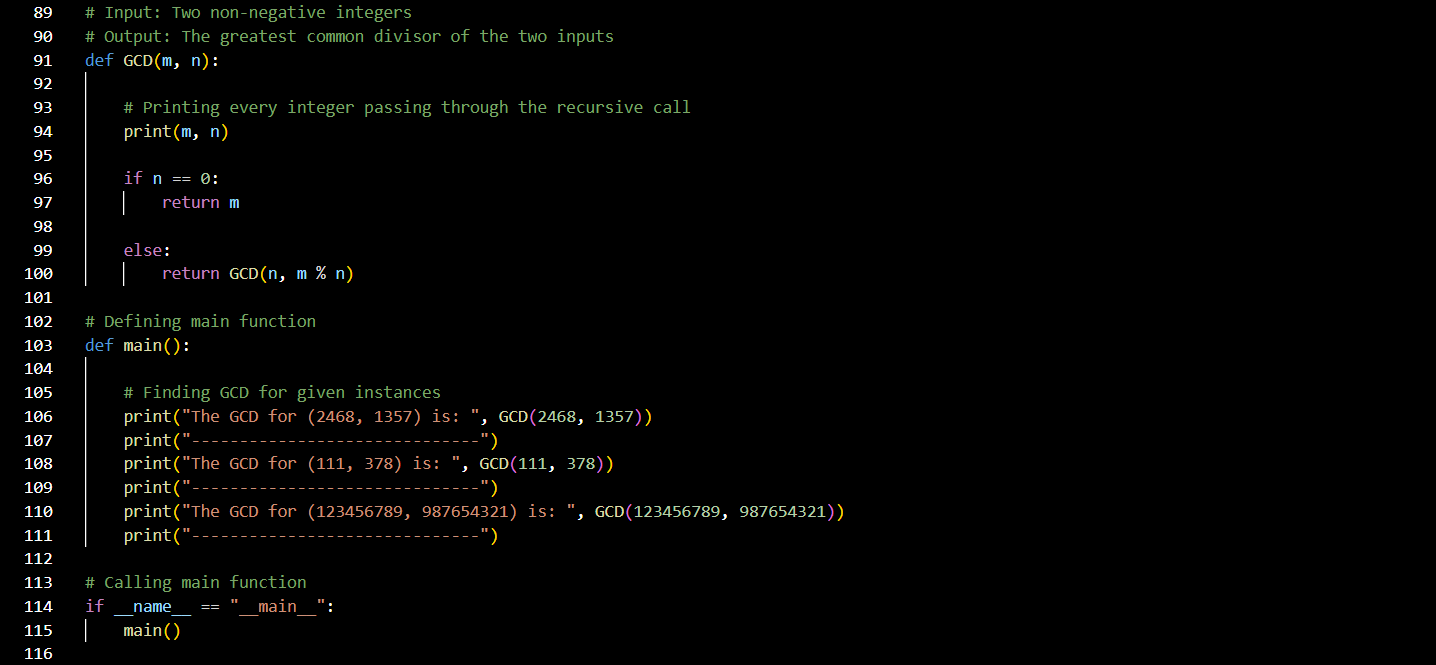 89 # Input: Two non-negative integers
90 # Output: The greatest common divisor of the two inputs
91 def GCD(m, n):
92
93     # Printing every integer passing through the recursive call
94     print(m, n)
95
96     if n == 0:
97         return m
98
99     else:
100         return GCD(n, m % n)
101
102 # Defining main function
103 def main():
104
105     # Finding GCD for given instances
106     print("The GCD for (2468, 1357) is: ", GCD(2468, 1357))
107     print("------------------------------")
108     print("The GCD for (111, 378) is: ", GCD(111, 378))
109     print("------------------------------")
110     print("The GCD for (123456789, 987654321) is: ", GCD(123456789, 987654321))
111     print("------------------------------")
112
113 # Calling main function
114 if __name__ == "__main__":
115     main()
116